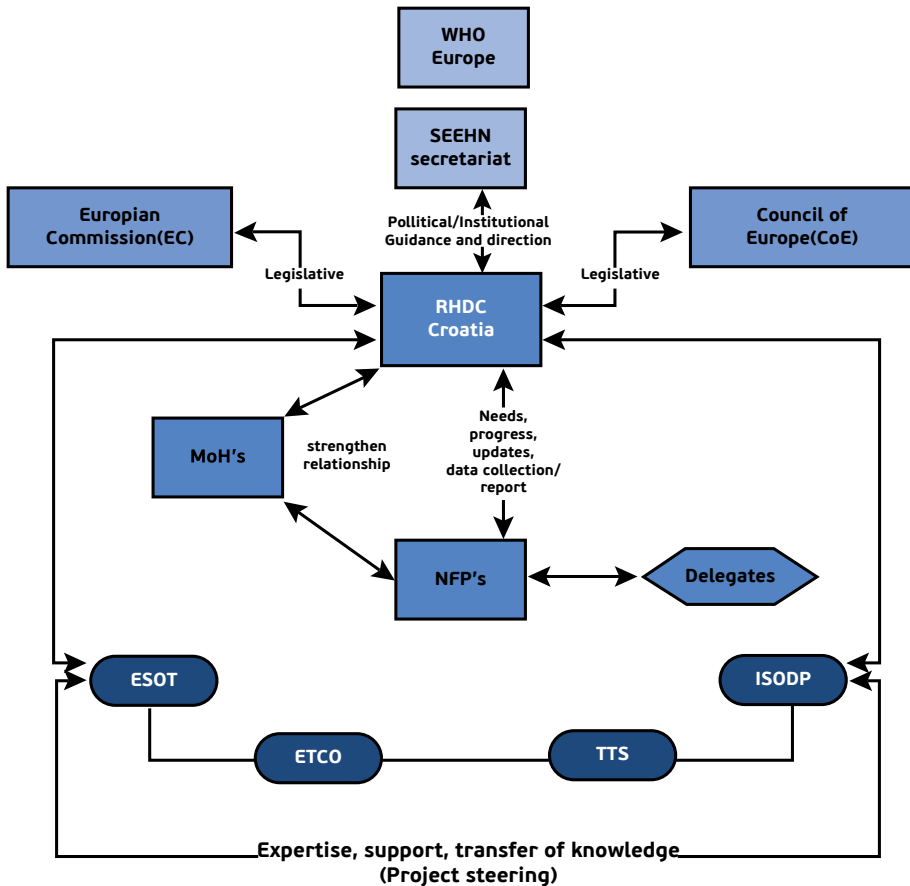 WHO
Europe
SEEHN
secretariat
Europian
Commission(EC)
Pollitical/Institutional
Guidance and direction
Council of
Europe(CoE)
Legislative
Legislative
RHDC
Croatia
MoH's
strengthen
relationship
Needs,
progress,
updates,
data collection/
report
NFP's
Delegates
ESOT
ISODP
ETCO
TTS
Expertise, support, transfer of knowledge
(Project steering)